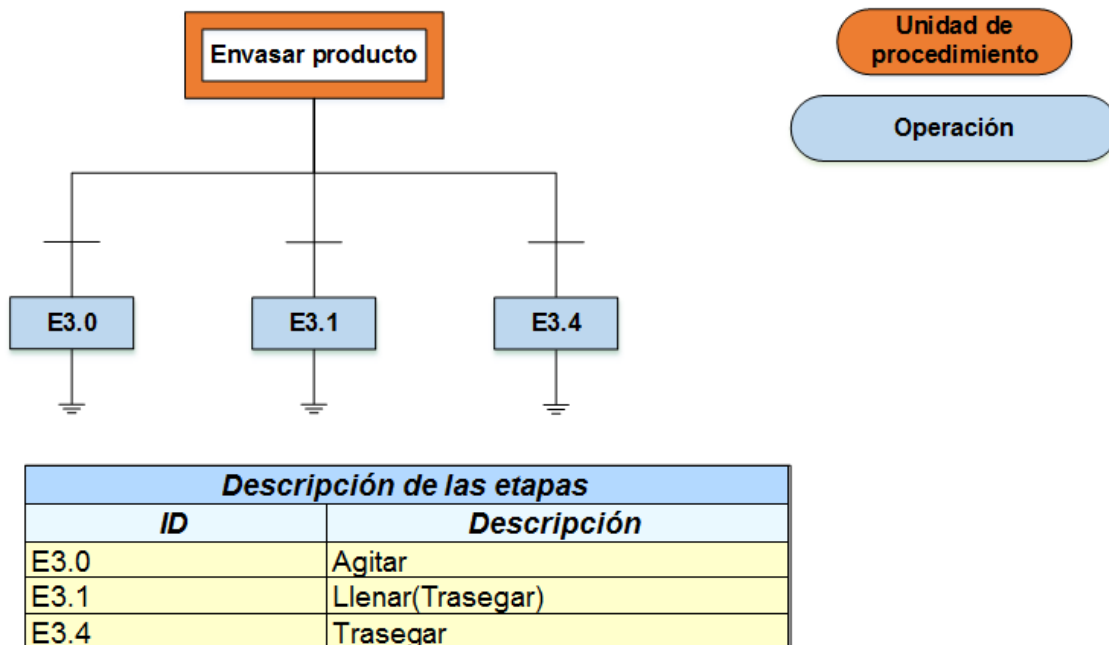 Envasar producto
Unidad de
procedimiento
Operación
E3.0
E3.1
E3.4
Descripción de las etapas
ID
Descripción
E3.0
Agitar
E3.1
Llenar(Trasegar)
E3.4
Trasegar